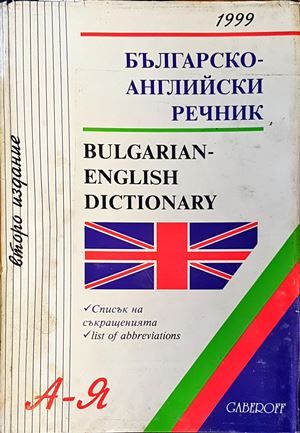 1999
БЪЛГАРСКО-
АНГЛИЙСКИ
РЕЧНИК
BULGARIAN-
ENGLISH
DICTIONARY
второ издание
✓Списък на
съкращенията
✓list of abbreviations
А-Я
GABEROFF